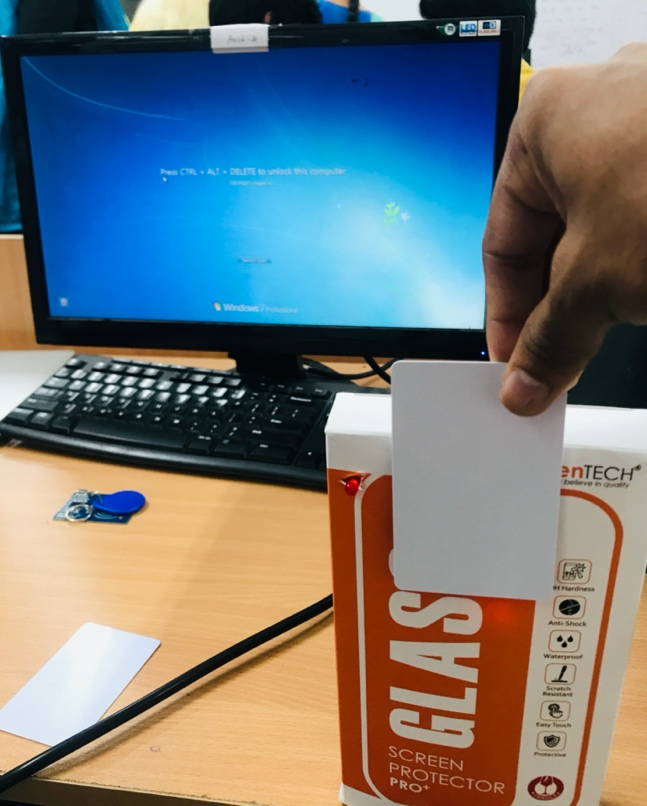 LED
Press CTRL + ALT + DELETE to unlock this computer
Windows 7 Professional
enTECH®
believe in quality
GLAS
H Hardness
Anti-Shock
Waterproof
Scratch
Resistant
Easy Touch
Protective
SCREEN
PROTECTOR
PRO+